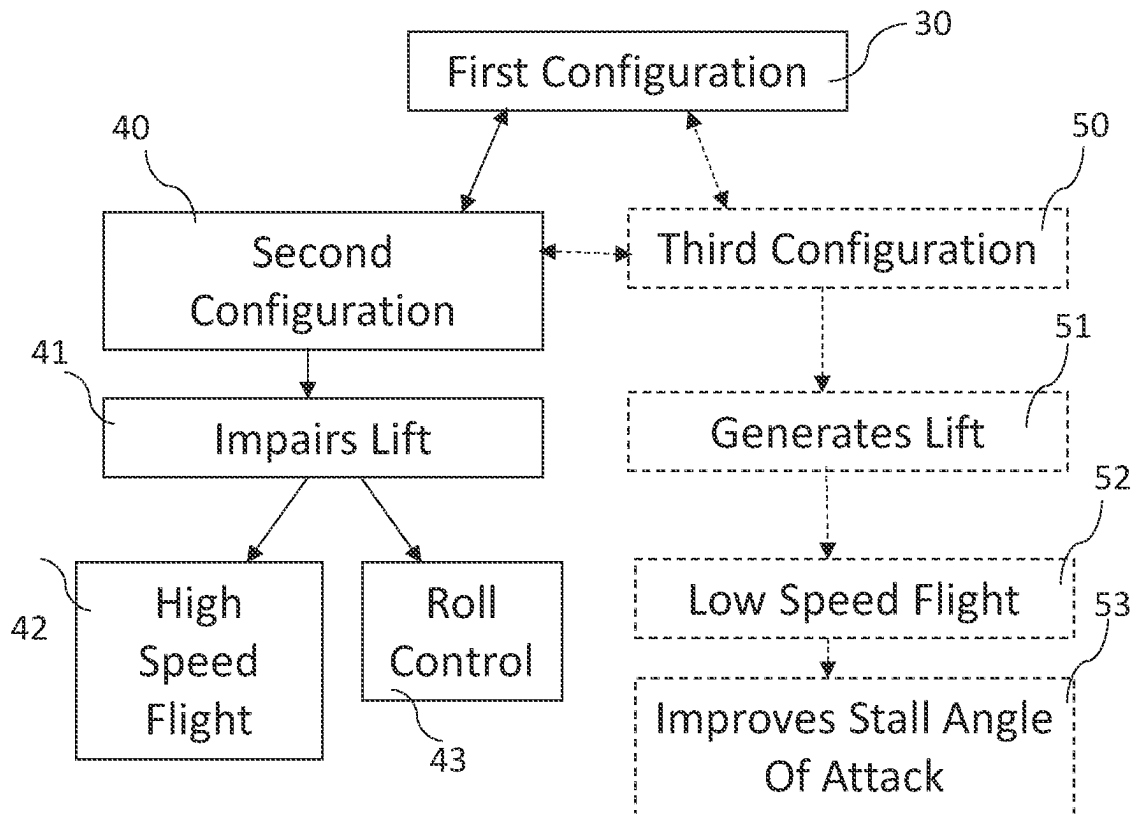 30
First Configuration
40
50
Second
Configuration
Third Configuration
41
51
Impairs Lift
Generates Lift
52
High
Speed
Flight
42
Roll
Control
43
Low Speed Flight
53
Improves Stall Angle
Of Attack